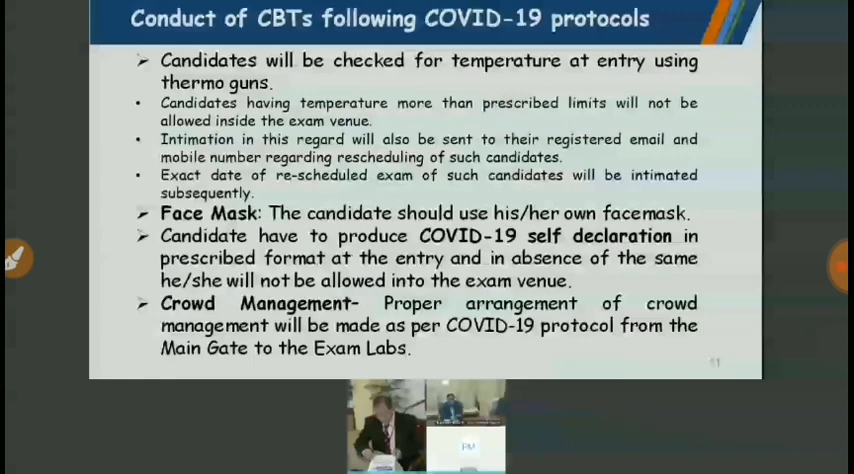 Conduct of CBTs following COVID-19 protocols
➢ Candidates will be checked for temperature at entry using
thermo guns.
• Candidates having temperature more than prescribed limits will not be
allowed inside the exam venue.
• Intimation in this regard will also be sent to their registered email and
mobile number regarding rescheduling of such candidates.
• Exact date of re-scheduled exam of such candidates will be intimated
subsequently.
➢ Face Mask: The candidate should use his/her own facemask.
➢ Candidate have to produce COVID-19 self declaration in
prescribed format at the entry and in absence of the same
he/she will not be allowed into the exam venue.
➢ Crowd Management- Proper arrangement of crowd
management will be made as per COVID-19 protocol from the
Main Gate to the Exam Labs.
11
PM